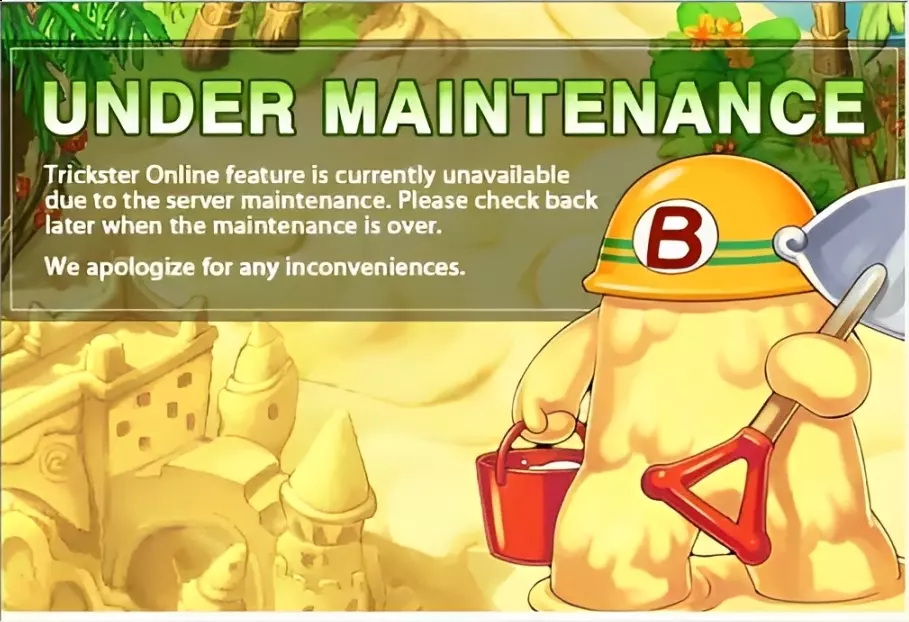 UNDER MAINTENANCE
Trickster Online feature is currently unavailable
due to the server maintenance. Please check back
later when the maintenance is over.
We apologize for any inconveniences.
B